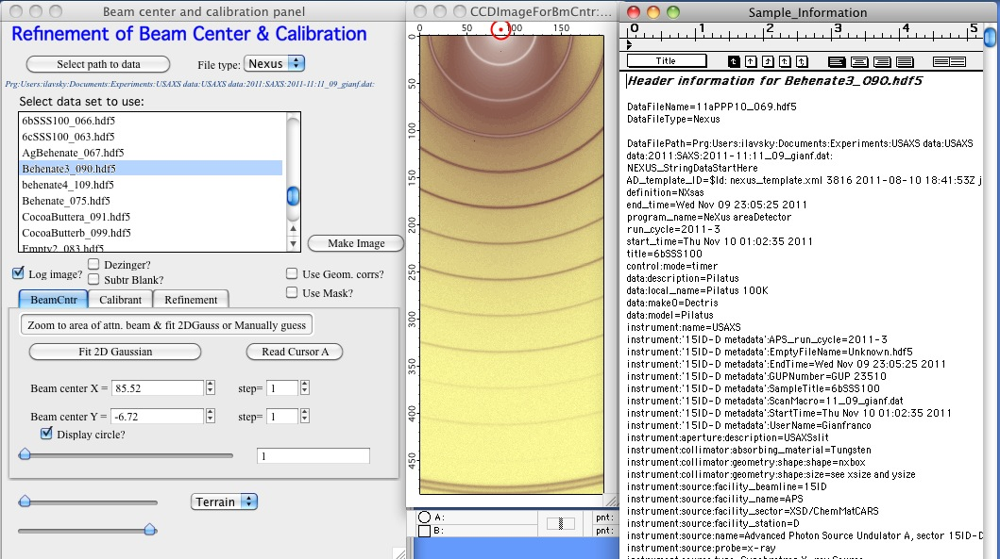 Beam center and calibration panel
Refinement of Beam Center & Calibration
Select path to data
File type: Nexus
Prg:Users:ilavsky:Documents:Experiments:USAXS data:USAXS data:2011:SAXS:2011-11:11_09_gianf.dat:
Select data set to use:
6bSSS100_066.hdf5
6cSSS100_063.hdf5
AgBehenate_067.hdf5
Behenate3_090.hdf5
behenate4_109.hdf5
Behenate_075.hdf5
CocoaButtera_091.hdf5
CocoaButterb_099.hdf5
Empty2_083.hdf5
Make Image
Log image?
Dezinger?
Subtr Blank?
Use Geom. corrs?
Use Mask?
BeamCntr
Calibrant
Refinement
Zoom to area of attn. beam & fit 2DGauss or Manually guess
Fit 2D Gaussian
Read Cursor A
Beam center X = 85.52
step= 1
Beam center Y = -6.72
step= 1
Display circle?
1
Terrain
CCDImageForBmCntr:...
0 50 100 150
0
50
100
150
200
250
300
350
400
450
A:
B:
pnt:
pnt:
Sample_Information
0 1 2 3 4 5
Title
Header information for Behenate3_090.hdf5
DataFileName=11aPPP10_069.hdf5
DataFileType=Nexus
DataFilePath=Prg:Users:ilavsky:Documents:Experiments:USAXS data:USAXS
data:2011:SAXS:2011-11:11_09_gianf.dat:
NEXUS_StringDataStartHere
AD_template_ID=$Id: nexus_template.xml 3816 2011-08-10 18:41:53Z j
definition=NXsas
end_time=Wed Nov 09 23:05:25 2011
program_name=NeXus areaDetector
run_cycle=2011-3
start_time=Thu Nov 10 01:02:35 2011
title=6bSSS100
control:mode=timer
data:description=Pilatus
data:local_name=Pilatus 100K
data:make0=Dectris
data:model=Pilatus
instrument:name=USAXS
instrument:'15ID-D metadata':APS_run_cycle=2011-3
instrument:'15ID-D metadata':EmptyFileName=Unknown.hdf5
instrument:'15ID-D metadata':EndTime=Wed Nov 09 23:05:25 2011
instrument:'15ID-D metadata':GUPNumber=GUP 23510
instrument:'15ID-D metadata':SampleTitle=6bSSS100
instrument:'15ID-D metadata':ScanMacro=11_09_gianf.dat
instrument:'15ID-D metadata':StartTime=Thu Nov 10 01:02:35 2011
instrument:'15ID-D metadata':UserName=Gianfranco
instrument:aperture:description=USAXSslit
instrument:collimator:absorbing_material=Tungsten
instrument:collimator:geometry:shape:shape=nxbox
instrument:collimator:geometry:shape:size=see xsize and ysize
instrument:source:facility_beamline=15ID
instrument:source:facility_name=APS
instrument:source:facility_sector=XSD/ChemMatCARS
instrument:source:facility_station=D
instrument:source:name=Advanced Photon Source Undulator A, sector 15ID-D
instrument:source:probe=x-ray
instrument:source:type=Synchrotron X-ray Source